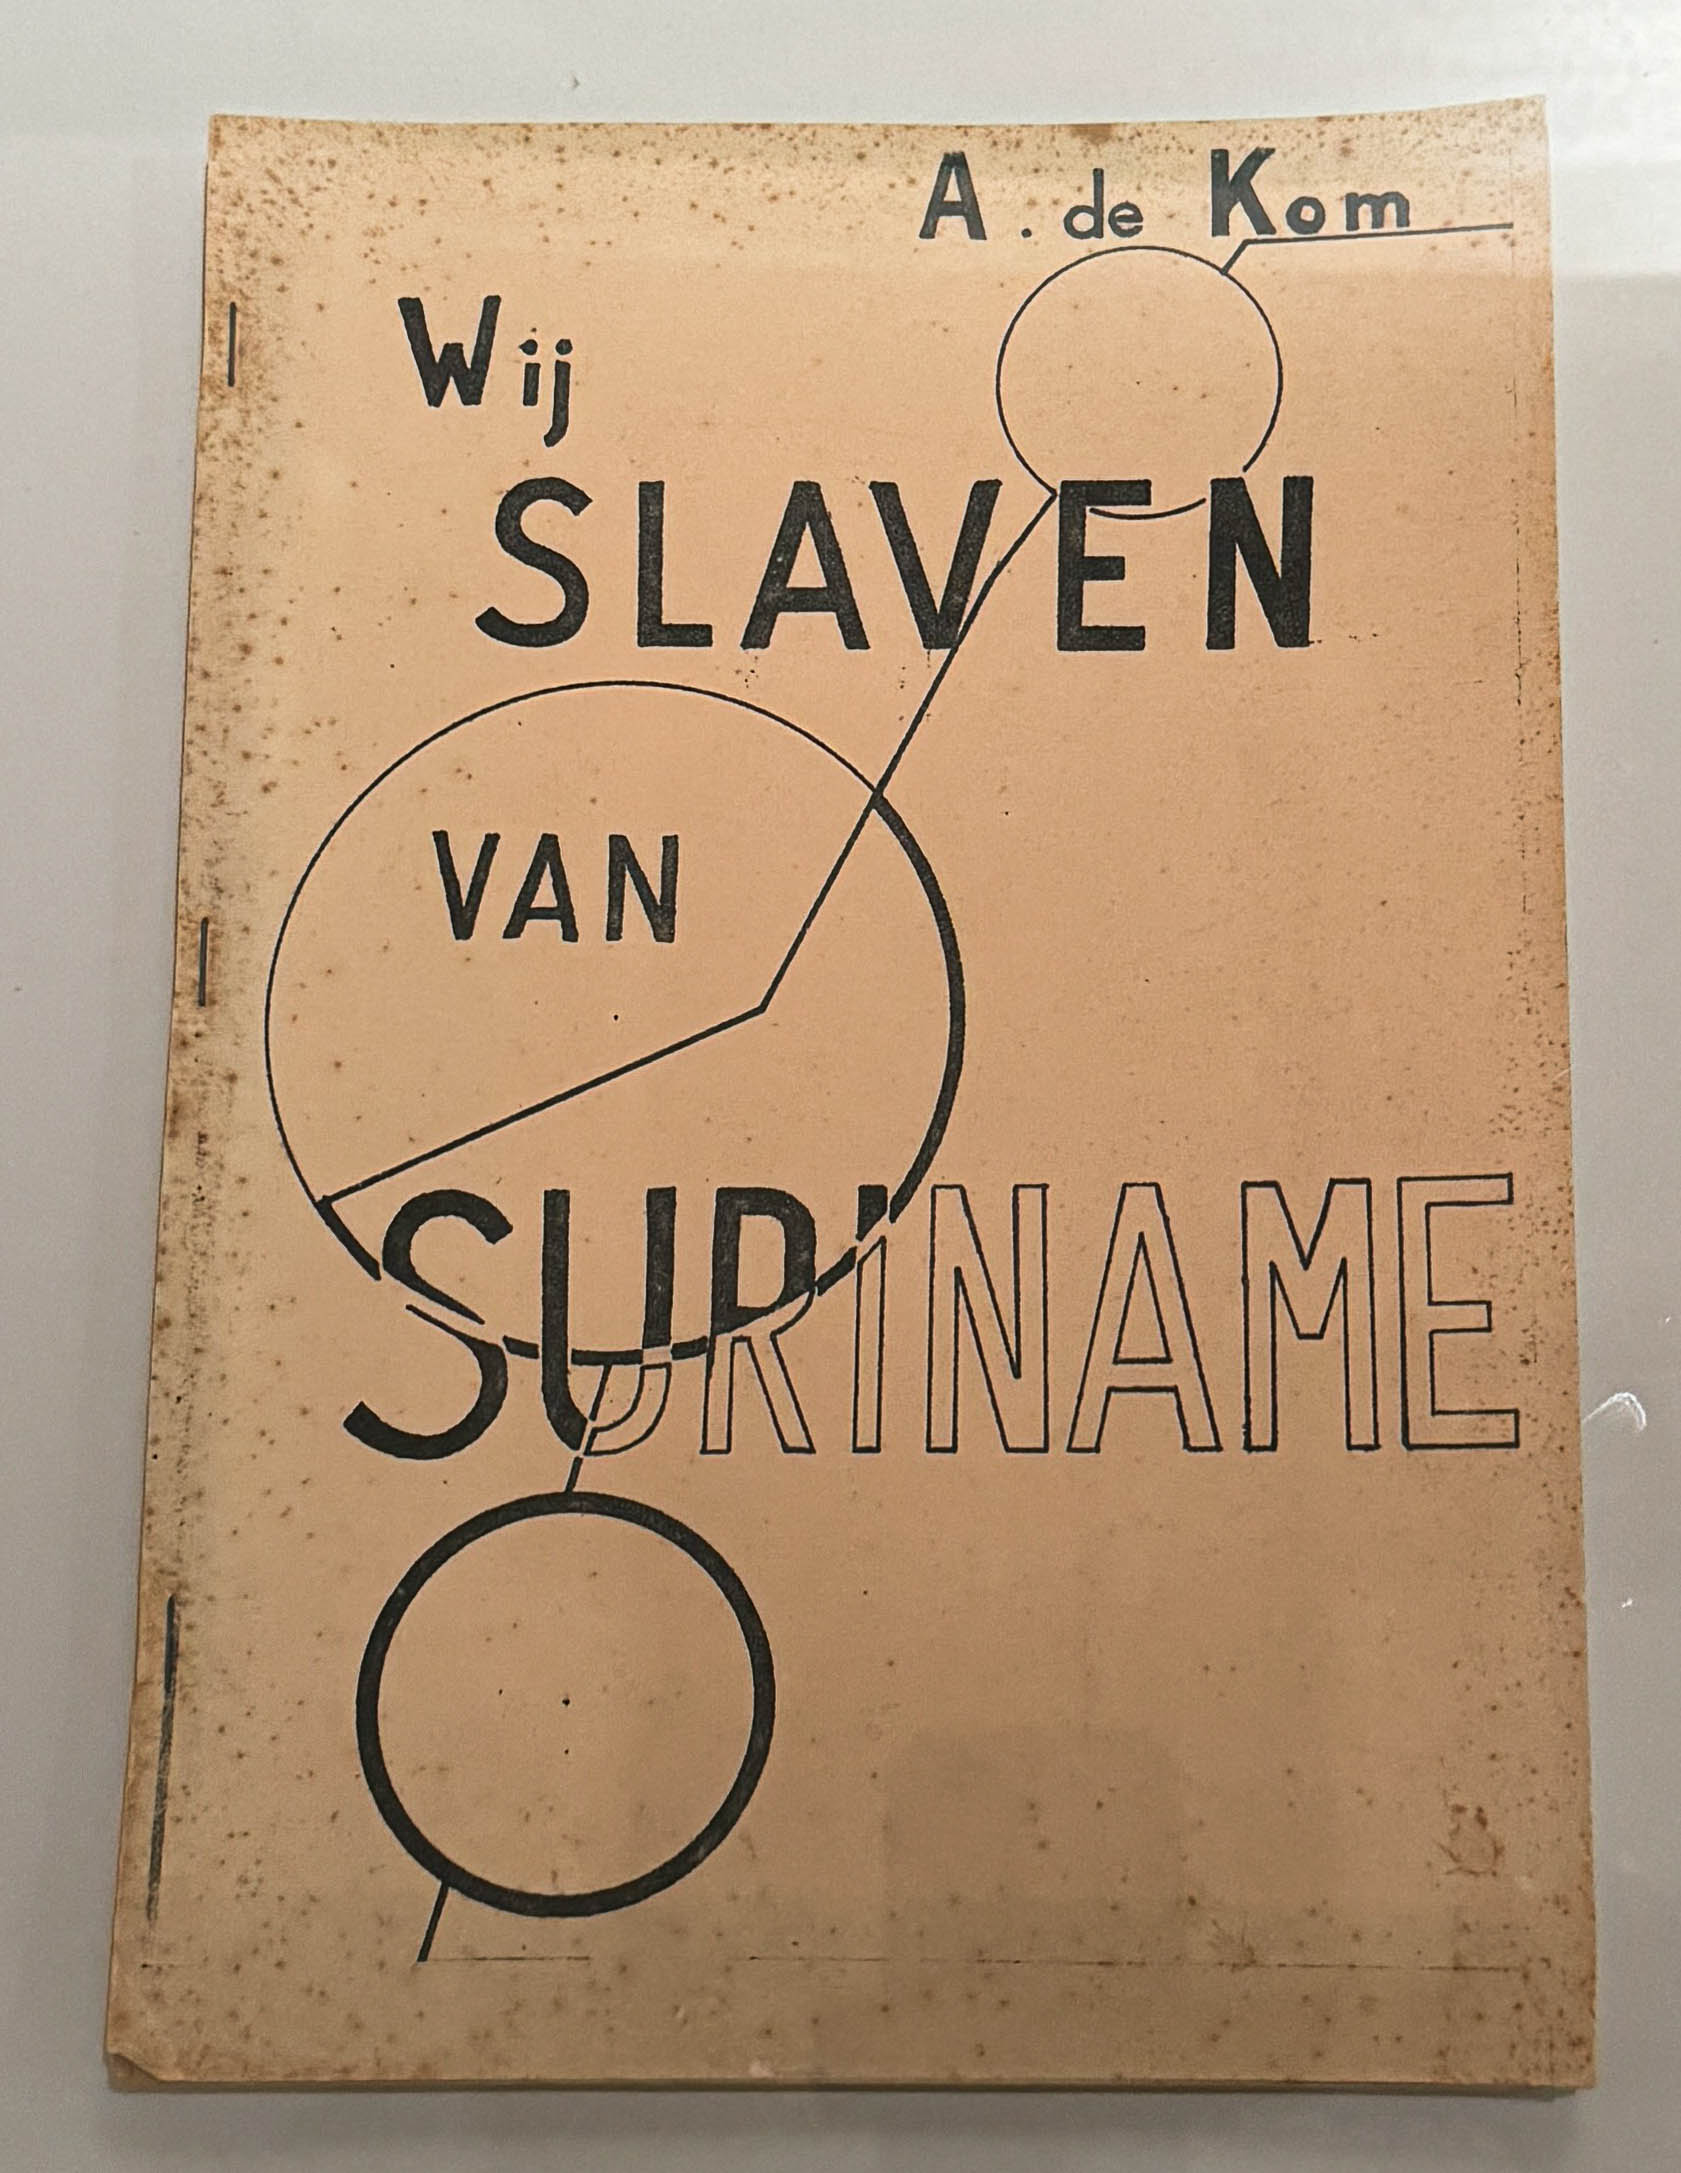 A. de Kom
Wij
SLAVEN
VAN
SURINAME